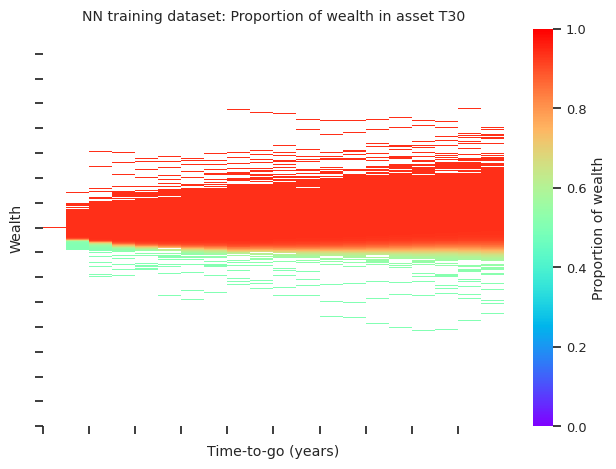 NN training dataset: Proportion of wealth in asset T30
Wealth
Time-to-go (years)
1.0
0.8
0.6
0.4
0.2
0.0
Proportion of wealth